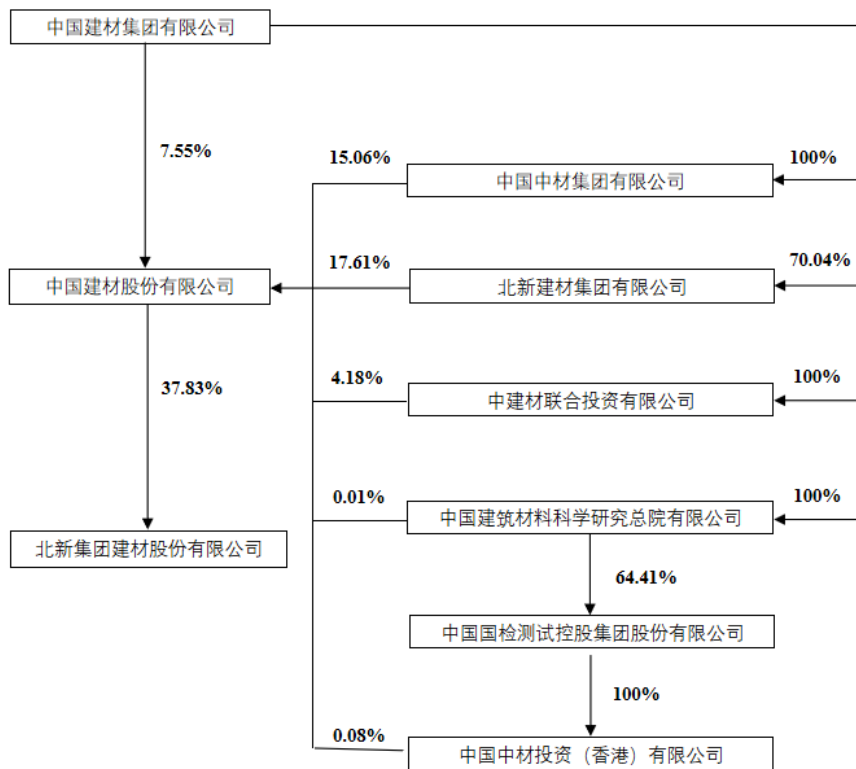 中国建材集团有限公司
7.55%
15.06%
100%
中国中材集团有限公司
17.61%
70.04%
中国建材股份有限公司
北新建材集团有限公司
37.83%
4.18%
100%
中建材联合投资有限公司
0.01%
100%
中国建筑材料科学研究总院有限公司
北新集团建材股份有限公司
64.41%
中国国检测试控股集团股份有限公司
100%
0.08%
中国中材投资（香港）有限公司